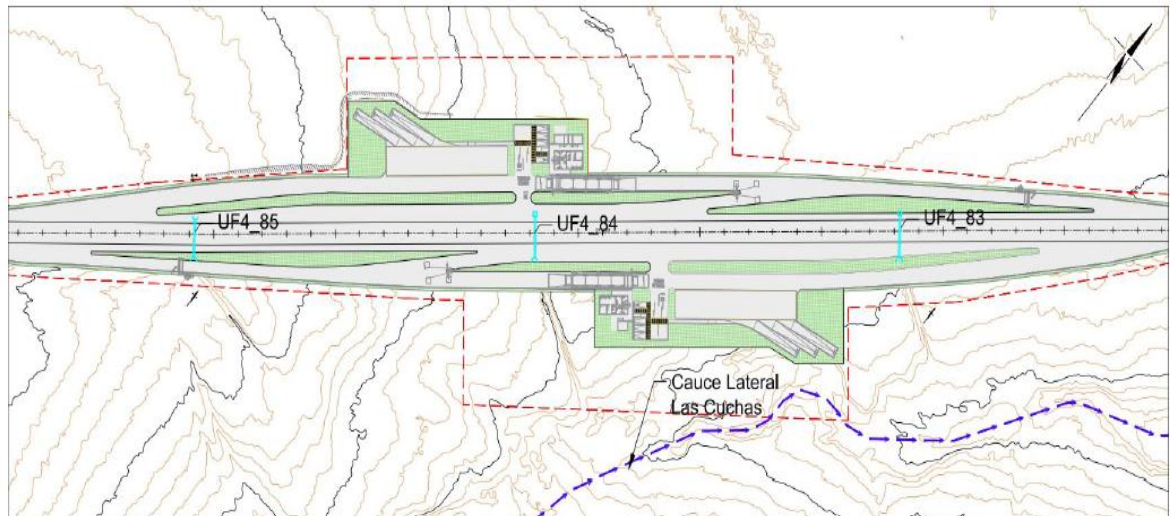 UF4_85
UF4_84
UF4_83
Cauce Lateral
Las Cuchas